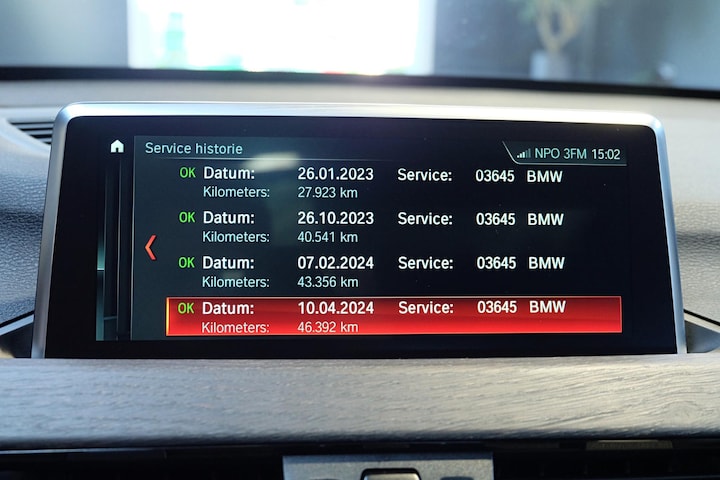 Service historie
NPO 3FM 15:02
OK Datum: 26.01.2023 Service: 03645 BMW
Kilometers: 27.923 km
OK Datum: 26.10.2023 Service: 03645 BMW
Kilometers: 40.541 km
OK Datum: 07.02.2024 Service: 03645 BMW
Kilometers: 43.356 km
OK Datum: 10.04.2024 Service: 03645 BMW
Kilometers: 46.392 km